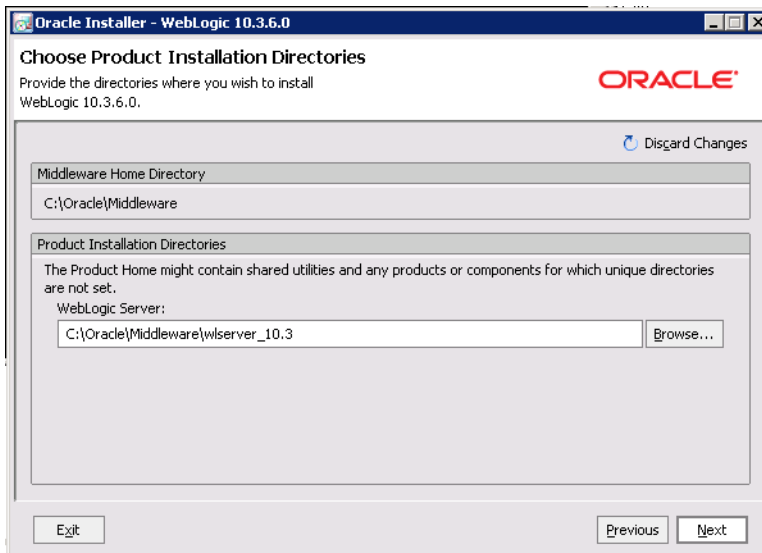 Oracle Installer - WebLogic 10.3.6.0
Choose Product Installation Directories
Provide the directories where you wish to install
WebLogic 10.3.6.0.
ORACLE
Discard Changes
Middleware Home Directory
C:\Oracle\Middleware
Product Installation Directories
The Product Home might contain shared utilities and any products or components for which unique directories
are not set.
WebLogic Server:
C:\Oracle\Middleware\wlserver_10.3
Browse...
Exit
Previous
Next